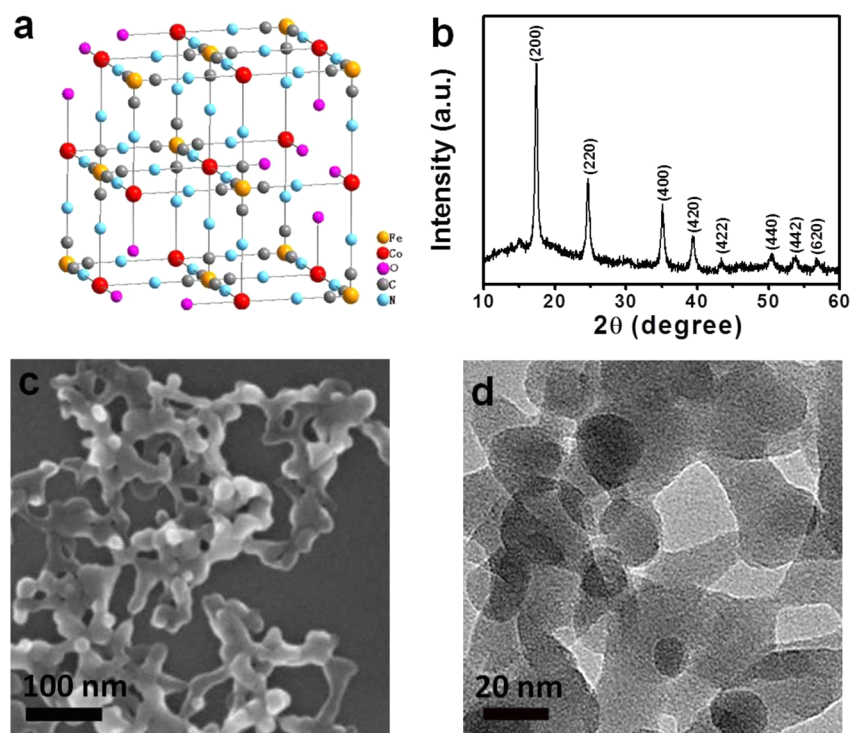 a
Fe
Co
O
C
N
b
Intensity (a.u.)
(200)
(220)
(400)
(420)
(422)
(440)
(442)
(620)
10 20 30 40 50 60
2θ (degree)
c
100 nm
d
20 nm